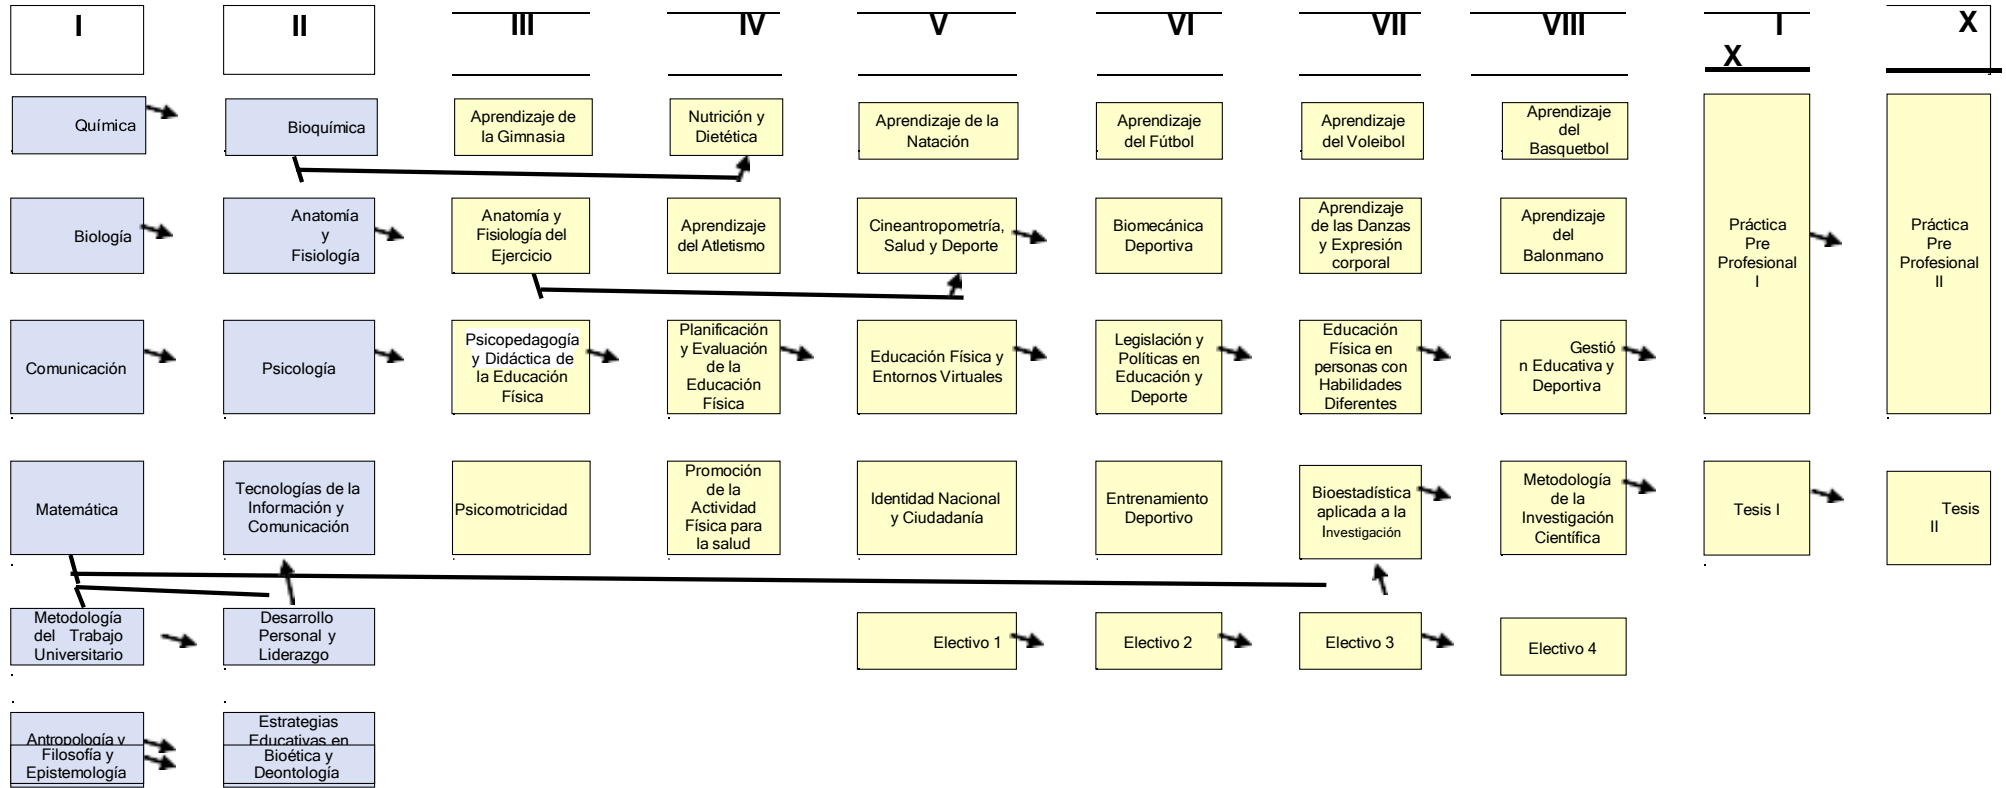 I
II
III
IV
V
VI
VII
VIII
I
X
X
Química
Bioquímica
Aprendizaje de
la Gimnasia
Nutrición y
Dietética
Aprendizaje de la
Natación
Aprendizaje
del Fútbol
Aprendizaje
del Voleibol
Aprendizaje
del
Basquetbol
Práctica
Pre
Profesional
I
Práctica
Pre
Profesional
II
Biología
Anatomía
y
Fisiología
Anatomía y
Fisiología del
Ejercicio
Aprendizaje
del Atletismo
Cineantropometría,
Salud y Deporte
Biomecánica
Deportiva
Aprendizaje
de las Danzas
y Expresión
corporal
Aprendizaje
del
Balonmano
Comunicación
Psicología
Psicopedagogía
y Didáctica de
la Educación
Física
Planificación
y Evaluación
de la
Educación
Física
Educación Física y
Entornos Virtuales
Legislación y
Políticas en
Educación y
Deporte
Educación
Física en
personas con
Habilidades
Diferentes
Gestió
n Educativa y
Deportiva
Matemática
Tecnologías de la
Información y
Comunicación
Psicomotricidad
Promoción
de la
Actividad
Física para
la salud
Identidad Nacional
y Ciudadanía
Entrenamiento
Deportivo
Bioestadística
aplicada a la
Investigación
Metodología
de la
Investigación
Científica
Tesis I
Tesis
II
Metodología
del Trabajo
Universitario
Desarrollo
Personal y
Liderazgo
Electivo 1
Electivo 2
Electivo 3
Electivo 4
Antropología y
Filosofía y
Epistemología
Estrategias
Educativas en
Bioética y
Deontología